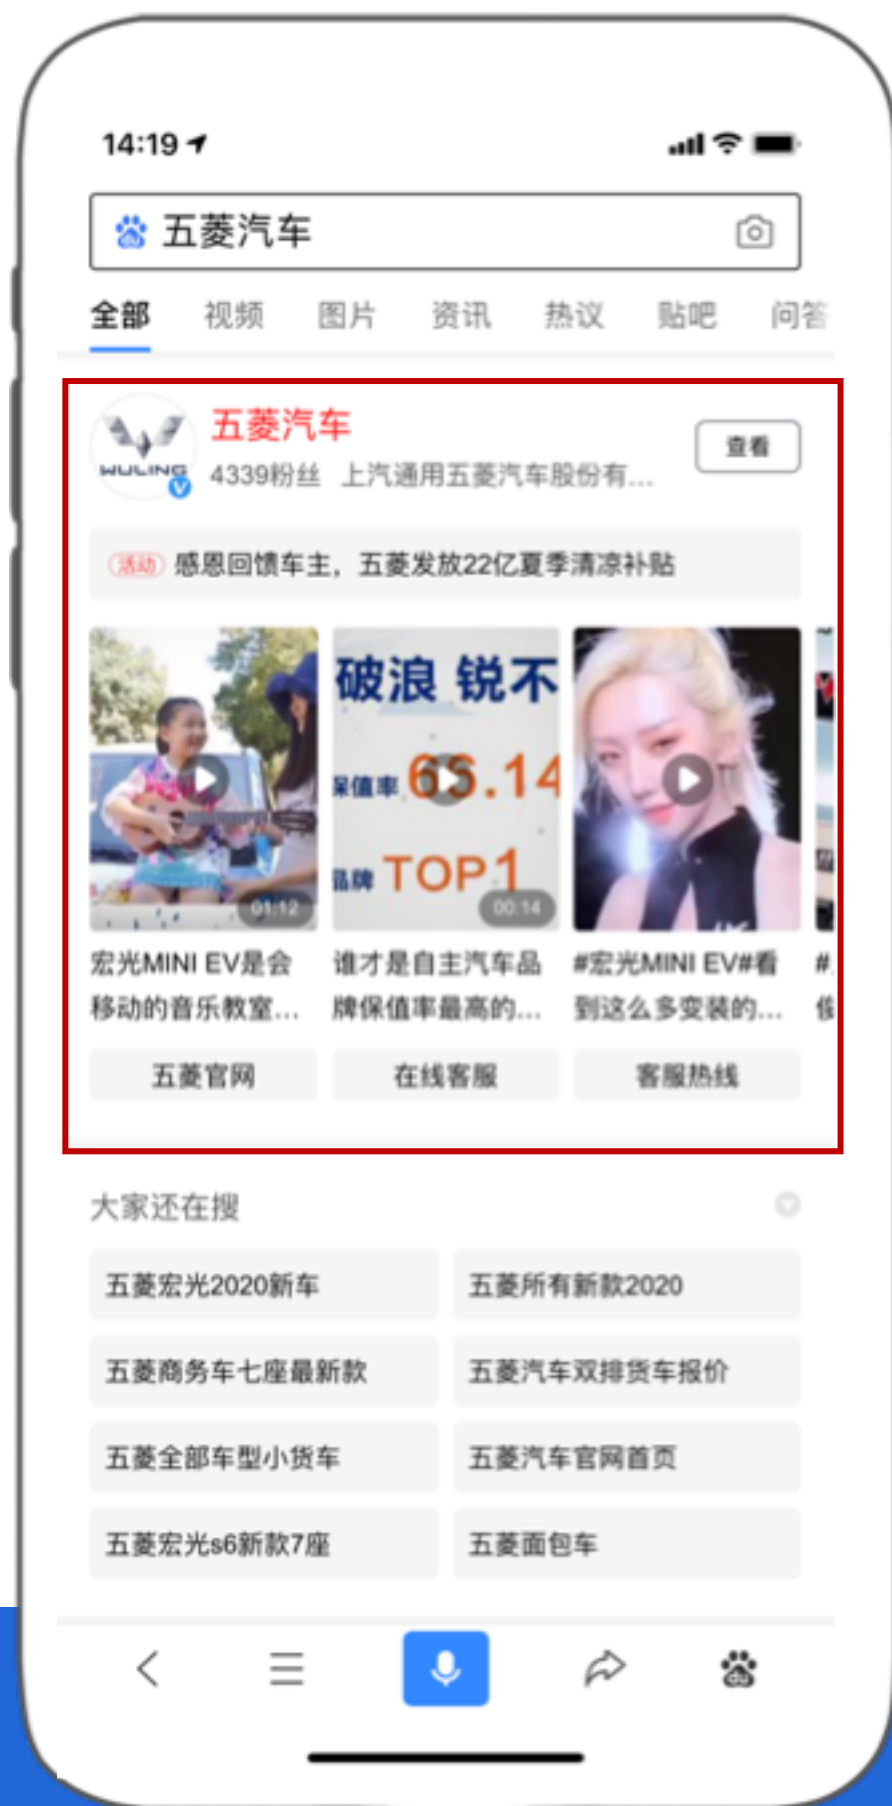 14:19
五菱汽车
全部 视频 图片 资讯 热议 贴吧 问答
五菱汽车
WULING
4339粉丝 上汽通用五菱汽车股份有...
查看
活动 感恩回馈车主，五菱发放22亿夏季清凉补贴
破浪 锐不
保值率
品牌 TOP1
01:12
00:14
宏光MINI EV是会
移动的音乐教室...
谁才是自主汽车品
牌保值率最高的...
#宏光MINI EV#看
到这么多变装的...
#
五菱官网
在线客服
客服热线
大家还在搜
五菱宏光2020新车
五菱所有新款2020
五菱商务车七座最新款
五菱汽车双排货车报价
五菱全部车型小货车
五菱汽车官网首页
五菱宏光s6新款7座
五菱面包车